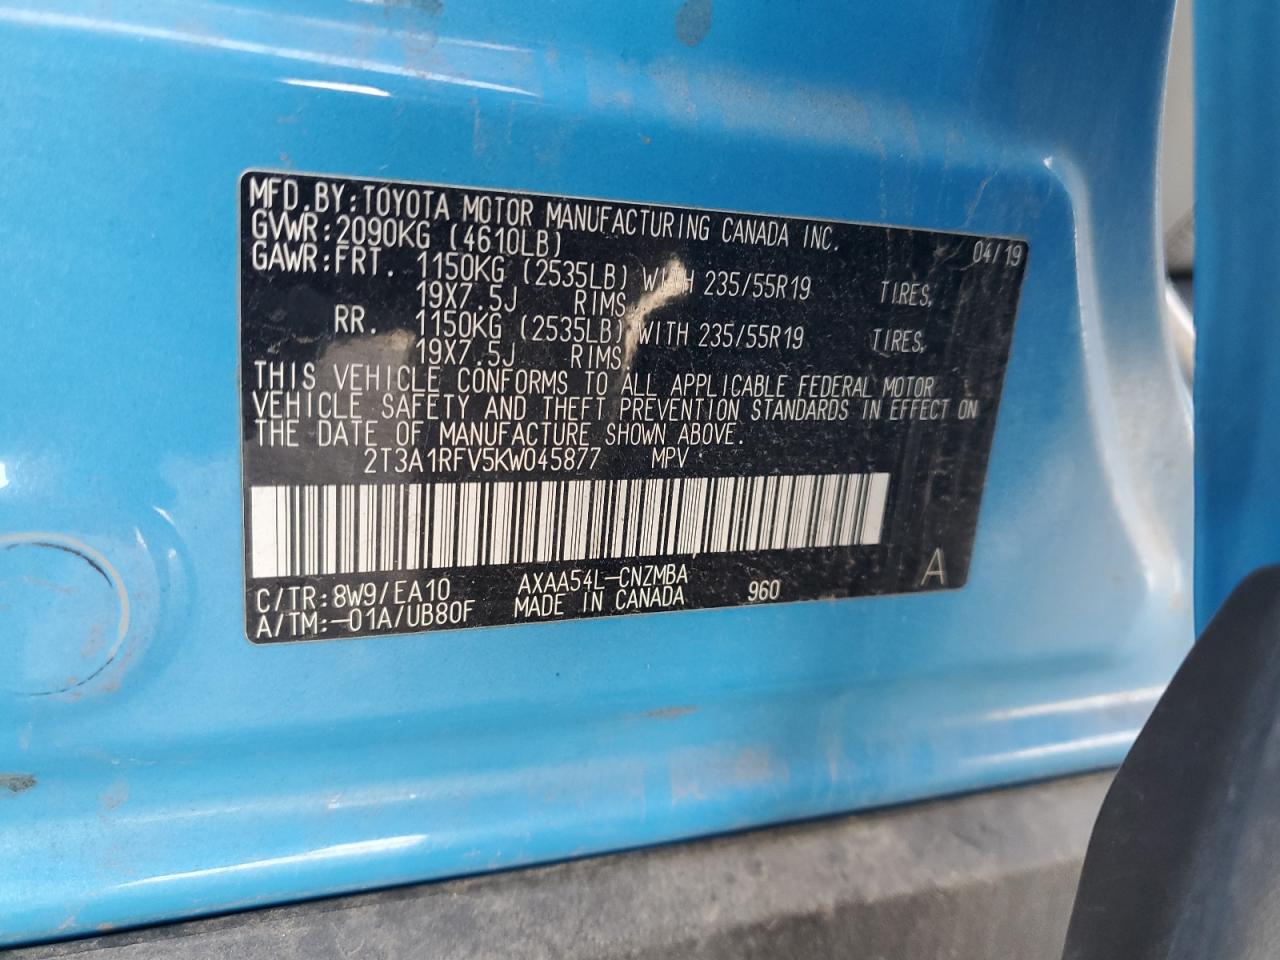 MFD.BY:TOYOTA MOTOR MANUFACTURING CANADA INC.
GVWR:2090KG (4610LB) 04/19
GAWR:FRT. 1150KG (2535LB) WITH 235/55R19 TIRES,
19X7.5J RIMS
RR. 1150KG (2535LB) WITH 235/55R19 TIRES,
19X7.5J RIMS
THIS VEHICLE CONFORMS TO ALL APPLICABLE FEDERAL MOTOR
VEHICLE SAFETY AND THEFT PREVENTION STANDARDS IN EFFECT ON
THE DATE OF MANUFACTURE SHOWN ABOVE.
2T3A1RFV5KW045877 MPV
C/TR:8W9/EA10 AXAA54L-CNZMBA 960 A
A/TM:-01A/UB80F MADE IN CANADA